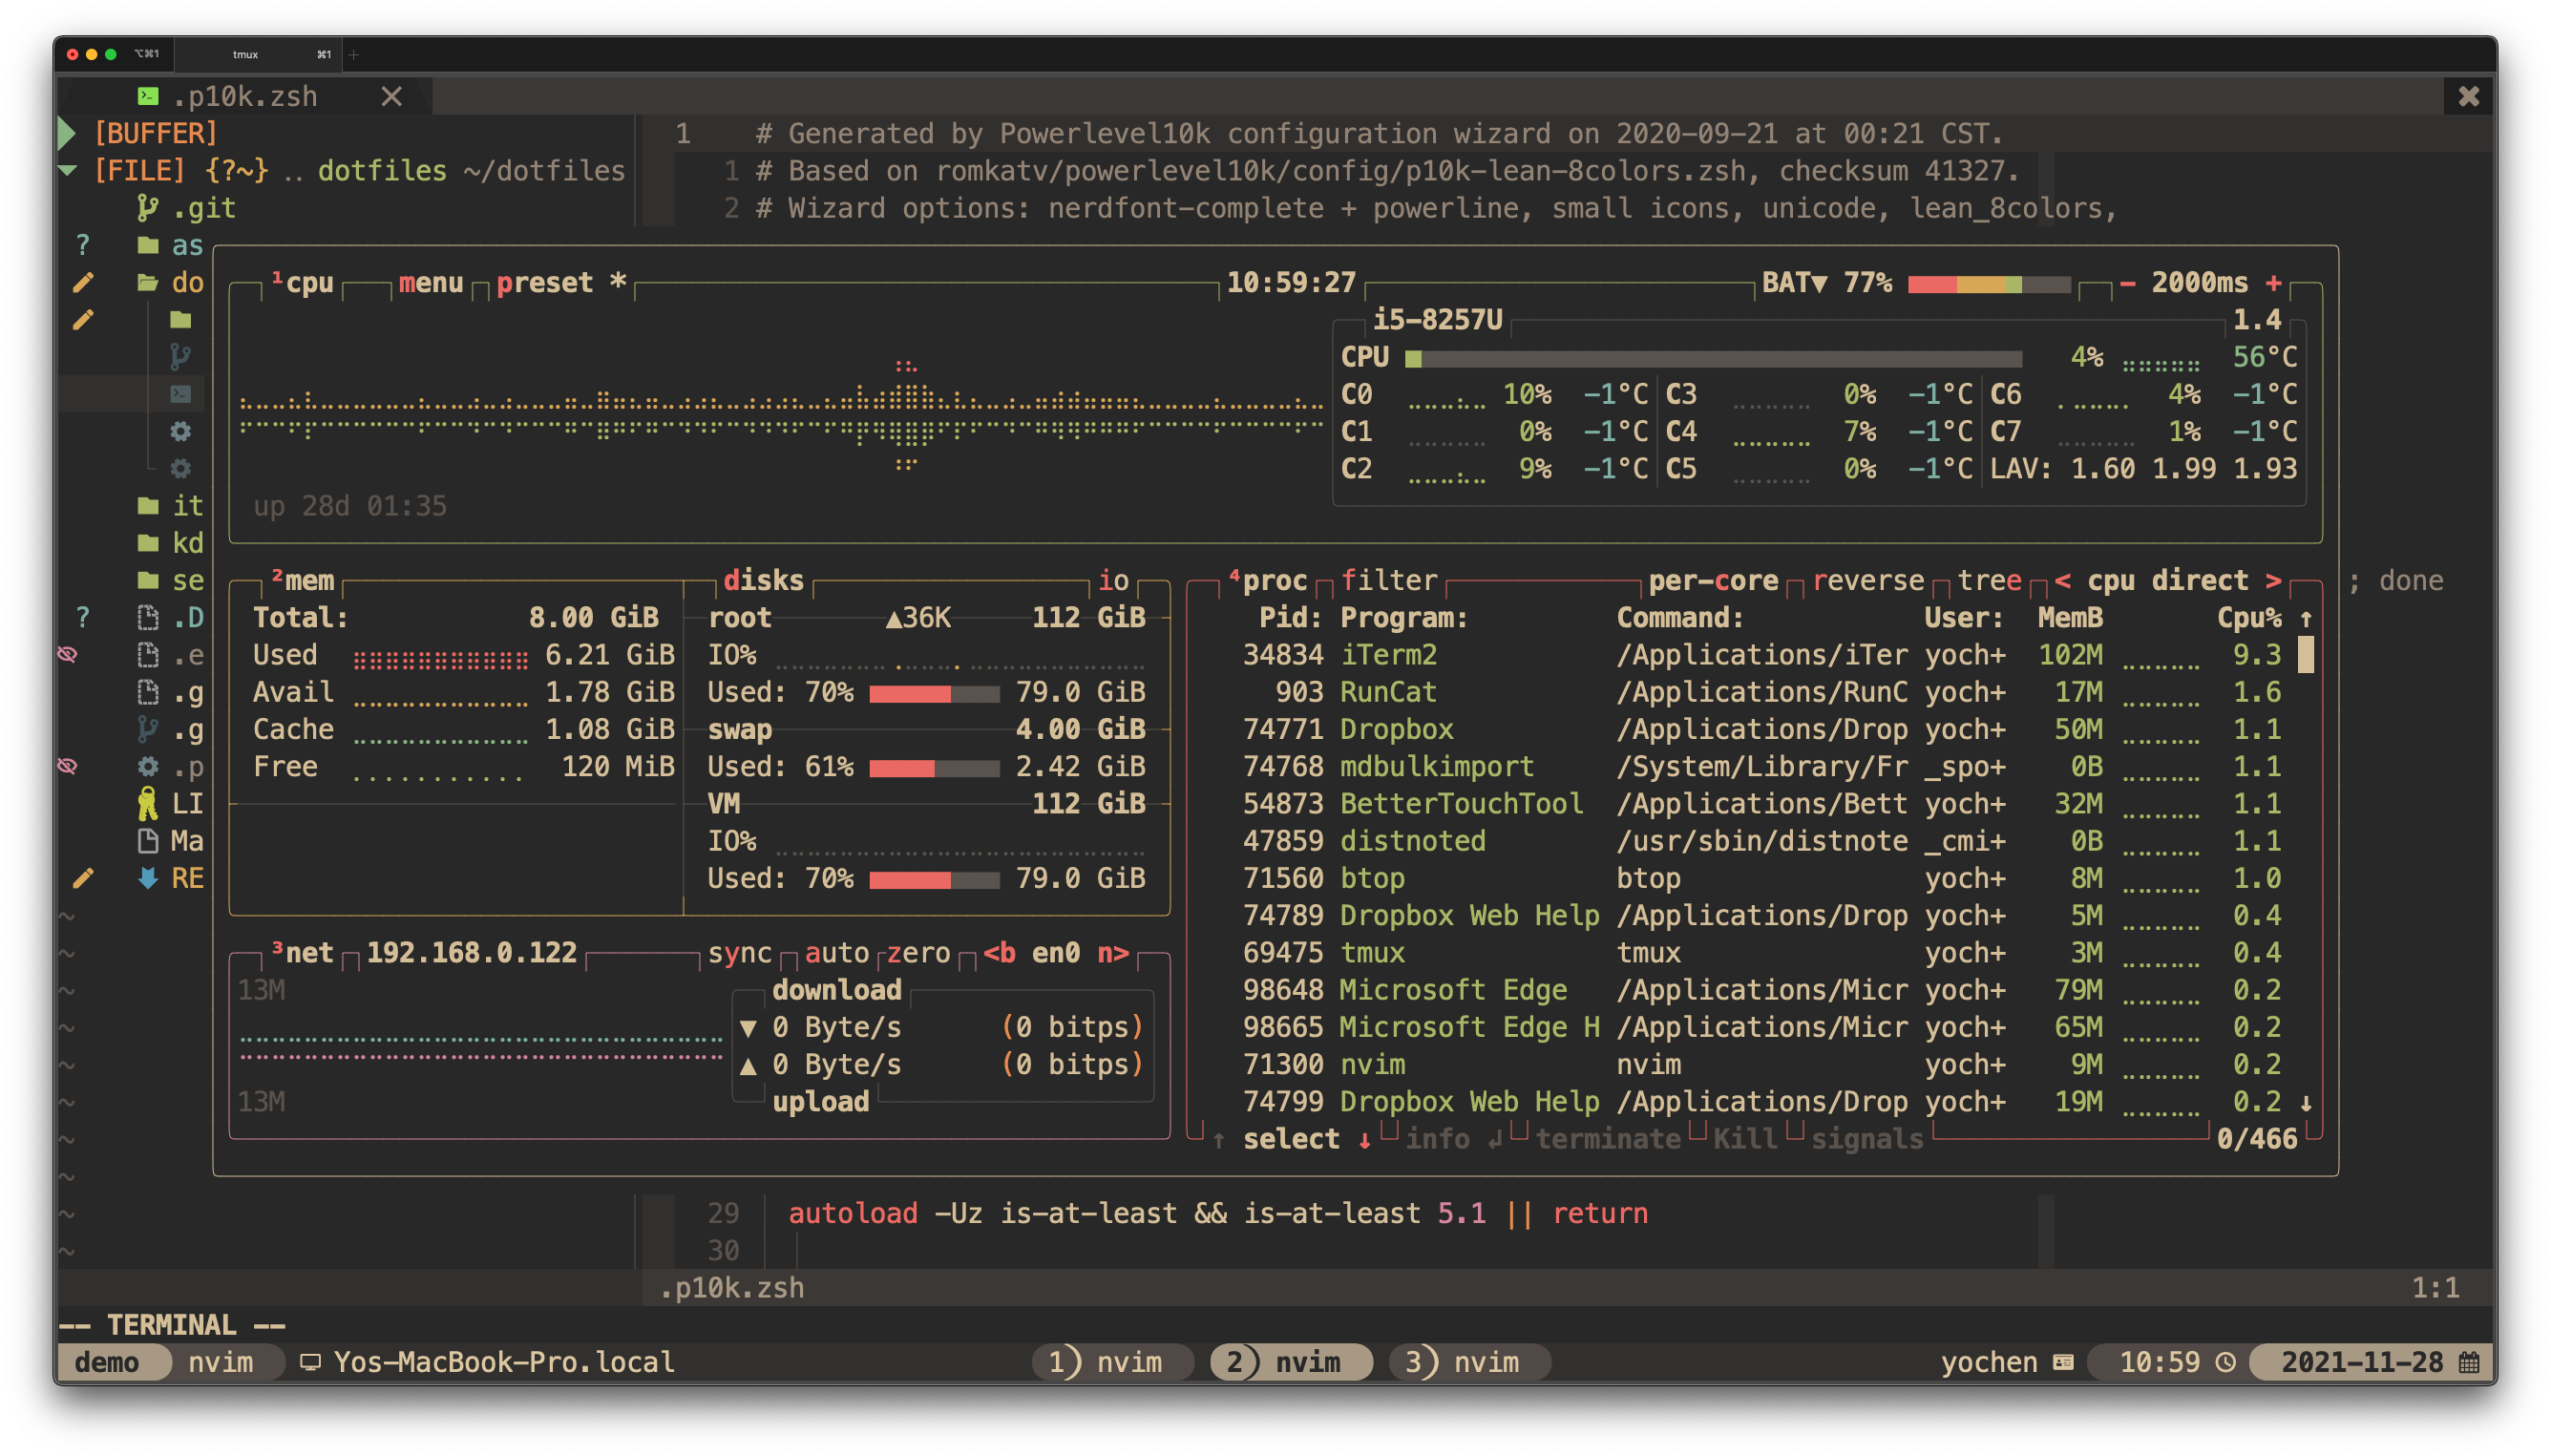 ⌥⌘1 tmux ⌘1 +
.p10k.zsh ✕ ✖
[BUFFER]
1 # Generated by Powerlevel10k configuration wizard on 2020-09-21 at 00:21 CST.
[FILE] {?~} .. dotfiles ~/dotfiles
1 # Based on romkatv/powerlevel10k/config/p10k-lean-8colors.zsh, checksum 41327.
.git
2 # Wizard options: nerdfont-complete + powerline, small icons, unicode, lean_8colors,
? as
do
it
kd
se
? .D
.e
.g
.g
.p
LI
Ma
RE
¹cpu menu preset * 10:59:27 BAT▼ 77% - 2000ms +
i5-8257U 1.4
CPU 4% 56°C
C0 10% -1°C C3 0% -1°C C6 4% -1°C
C1 0% -1°C C4 7% -1°C C7 1% -1°C
C2 9% -1°C C5 0% -1°C LAV: 1.60 1.99 1.93
up 28d 01:35
²mem
Total: 8.00 GiB
Used 6.21 GiB
Avail 1.78 GiB
Cache 1.08 GiB
Free 120 MiB
disks io
root ▲36K 112 GiB
IO%
Used: 70% 79.0 GiB
swap 4.00 GiB
Used: 61% 2.42 GiB
VM 112 GiB
IO%
Used: 70% 79.0 GiB
³net 192.168.0.122 sync auto zero <b en0 n>
13M
download
▼ 0 Byte/s (0 bitps)
▲ 0 Byte/s (0 bitps)
13M
upload
⁴proc filter per-core reverse tree < cpu direct >
; done
Pid: Program: Command: User: MemB Cpu% ↑
34834 iTerm2 /Applications/iTer yoch+ 102M 9.3
903 RunCat /Applications/RunC yoch+ 17M 1.6
74771 Dropbox /Applications/Drop yoch+ 50M 1.1
74768 mdbulkimport /System/Library/Fr _spo+ 0B 1.1
54873 BetterTouchTool /Applications/Bett yoch+ 32M 1.1
47859 distnoted /usr/sbin/distnote _cmi+ 0B 1.1
71560 btop btop yoch+ 8M 1.0
74789 Dropbox Web Help /Applications/Drop yoch+ 5M 0.4
69475 tmux tmux yoch+ 3M 0.4
98648 Microsoft Edge /Applications/Micr yoch+ 79M 0.2
98665 Microsoft Edge H /Applications/Micr yoch+ 65M 0.2
71300 nvim nvim yoch+ 9M 0.2
74799 Dropbox Web Help /Applications/Drop yoch+ 19M 0.2 ↓
↑ select ↓ info ↲ terminate Kill signals 0/466
29 autoload -Uz is-at-least && is-at-least 5.1 || return
30
.p10k.zsh 1:1
-- TERMINAL --
demo nvim Yos-MacBook-Pro.local 1) nvim 2) nvim 3) nvim yochen 10:59 2021-11-28